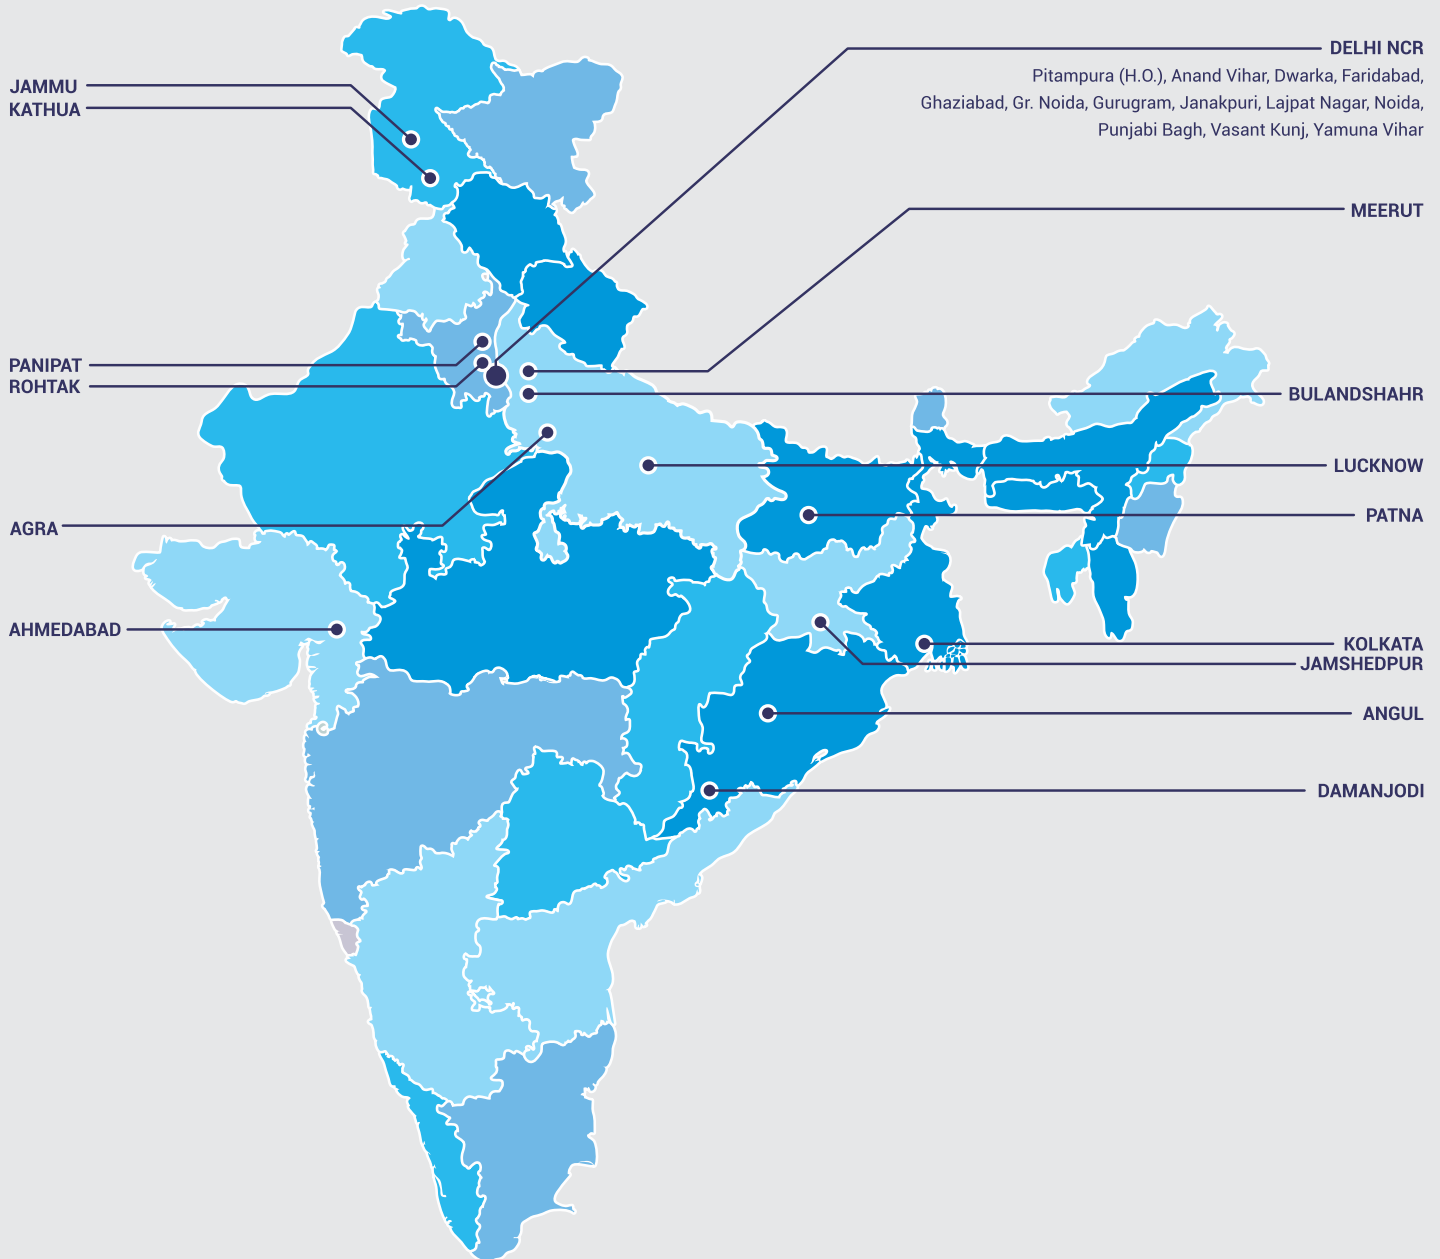 DELHI NCR
Pitampura (H.O.), Anand Vihar, Dwarka, Faridabad,
Ghaziabad, Gr. Noida, Gurugram, Janakpuri, Lajpat Nagar, Noida,
Punjabi Bagh, Vasant Kunj, Yamuna Vihar
JAMMU
KATHUA
MEERUT
PANIPAT
ROHTAK
BULANDSHAHR
LUCKNOW
PATNA
AGRA
AHMEDABAD
KOLKATA
JAMSHEDPUR
ANGUL
DAMANJODI